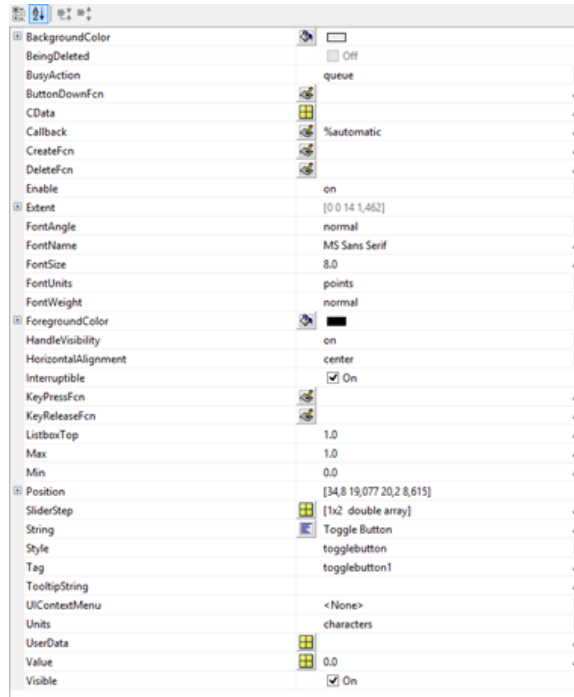 BackgroundColor
BeingDeleted Off
BusyAction queue
ButtonDownFcn
CData
Callback %automatic
CreateFcn
DeleteFcn
Enable on
Extent [0 0 14 1,462]
FontAngle normal
FontName MS Sans Serif
FontSize 8.0
FontUnits points
FontWeight normal
ForegroundColor
HandleVisibility on
HorizontalAlignment center
Interruptible On
KeyPressFcn
KeyReleaseFcn
ListboxTop 1.0
Max 1.0
Min 0.0
Position [34,8 19,077 20,2 8,615]
SliderStep [1x2 double array]
String Toggle Button
Style togglebutton
Tag togglebutton1
TooltipString
UIContextMenu <None>
Units characters
UserData
Value 0.0
Visible On